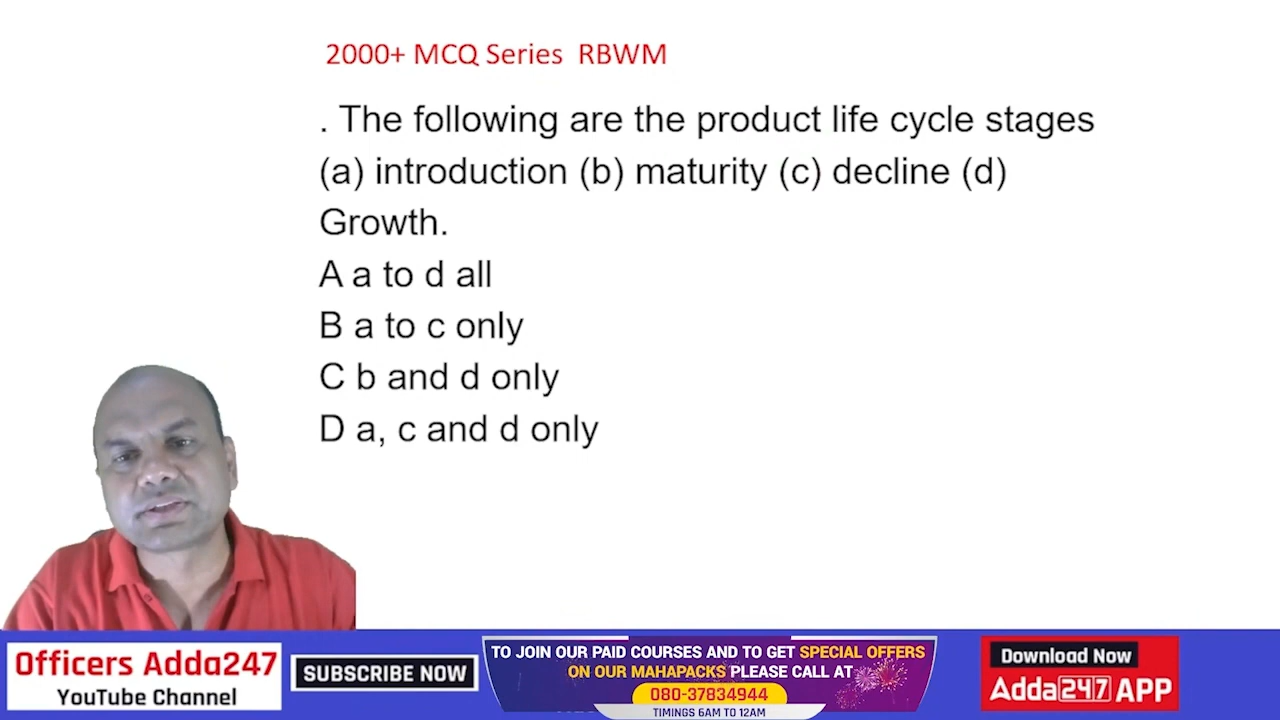 2000+ MCQ Series RBWM
. The following are the product life cycle stages
(a) introduction (b) maturity (c) decline (d)
Growth.
A a to d all
B a to c only
C b and d only
D a, c and d only
Officers Adda247
YouTube Channel
SUBSCRIBE NOW
TO JOIN OUR PAID COURSES AND TO GET SPECIAL OFFERS
ON OUR MAHAPACKS PLEASE CALL AT
080-37834944
TIMINGS 6AM TO 12AM
Download Now
Adda247 APP